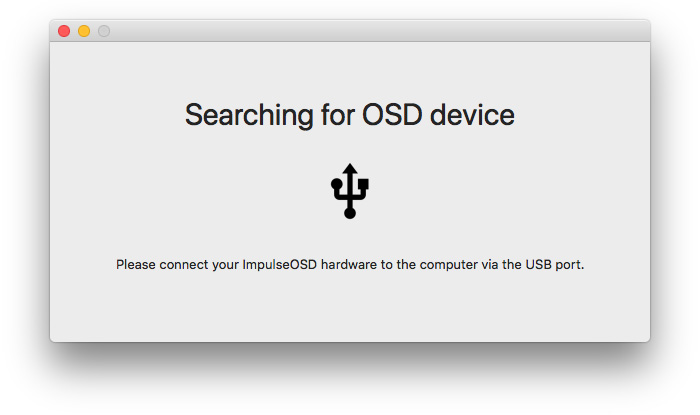 Searching for OSD device
Please connect your ImpulseOSD hardware to the computer via the USB port.